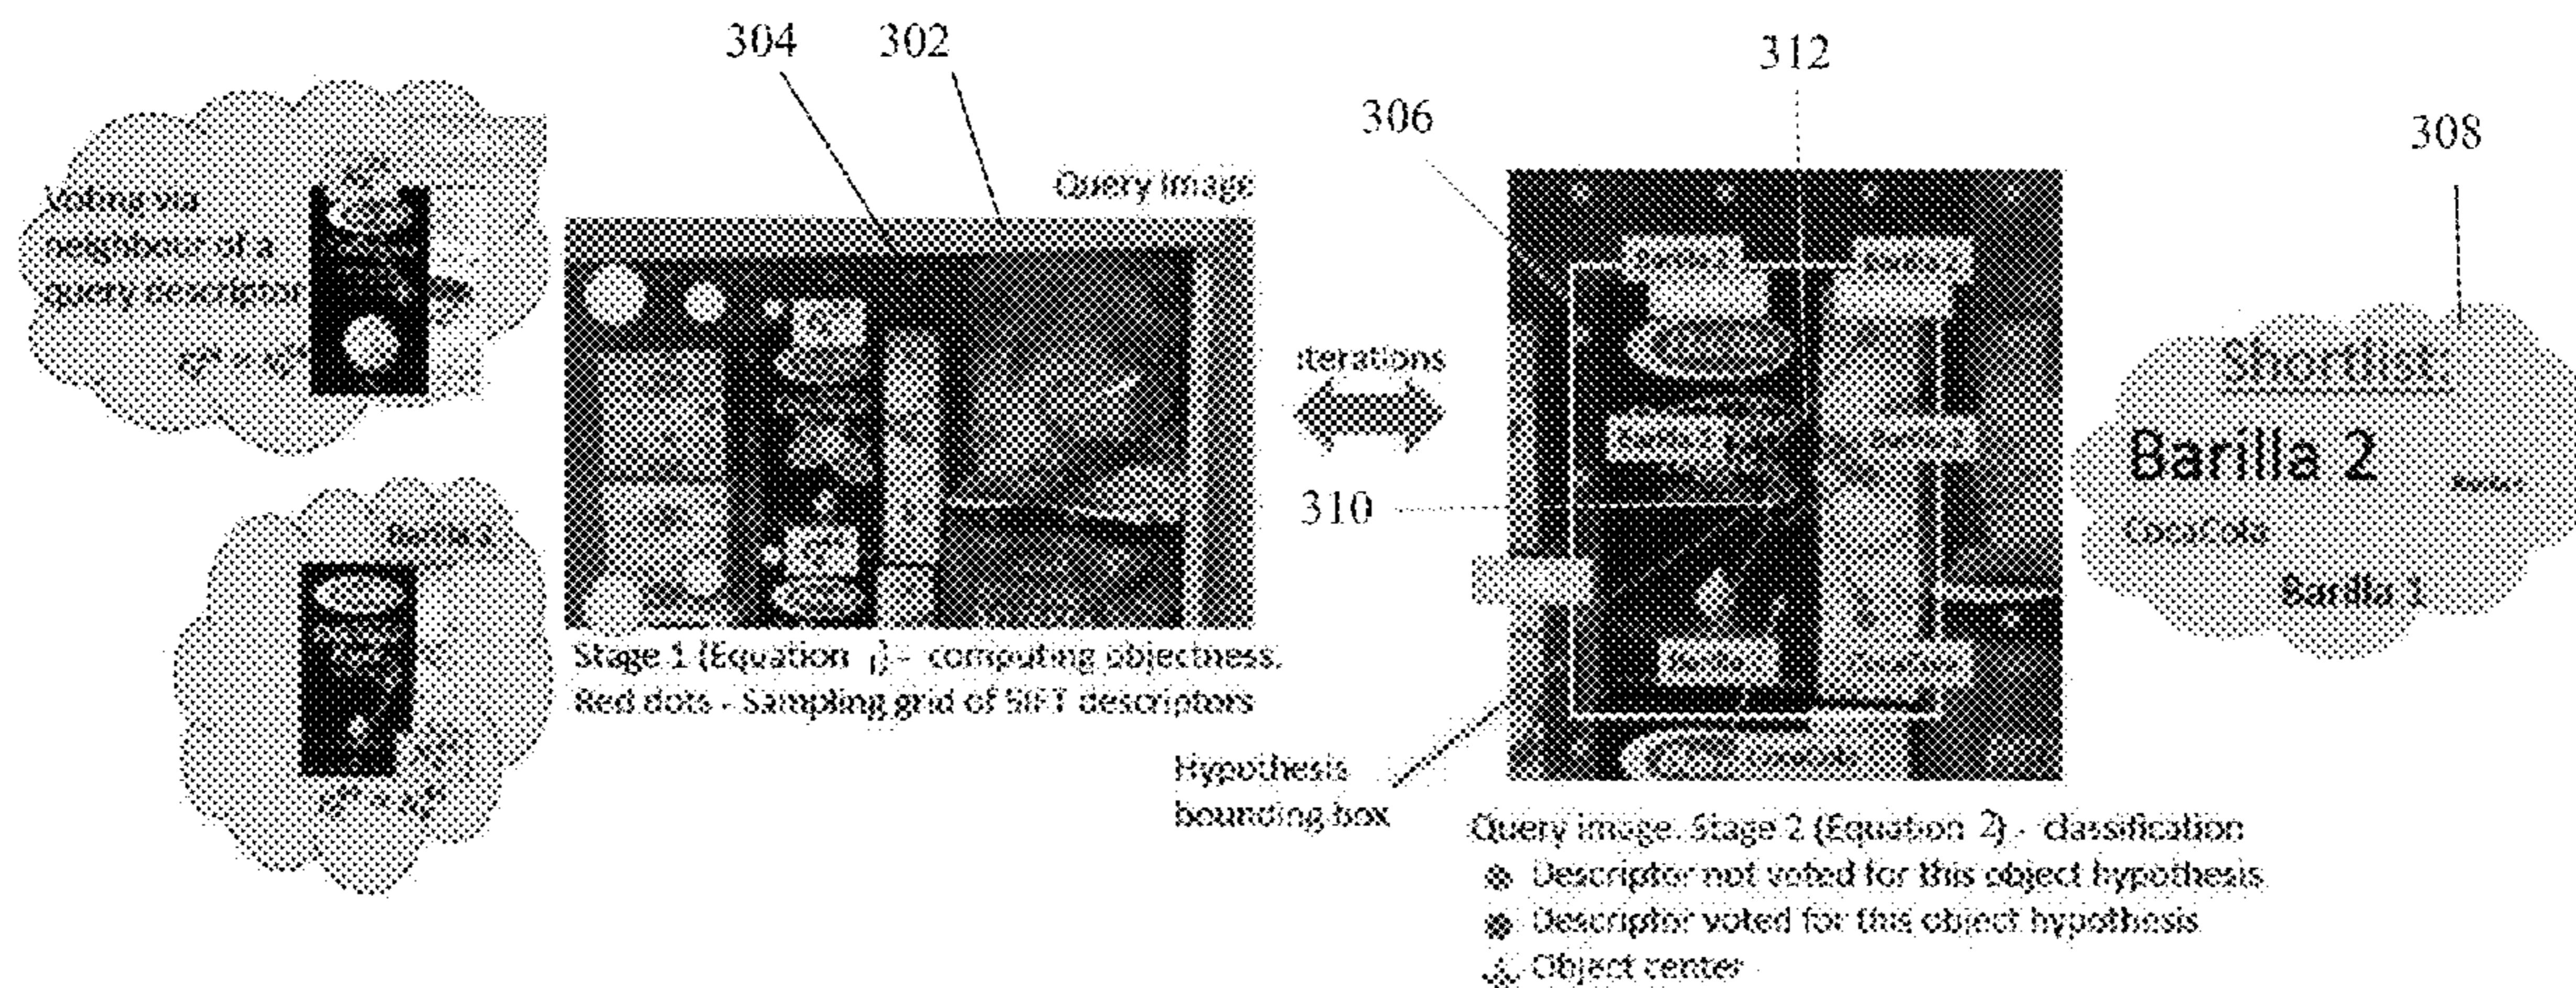 304 302
312
306
308
Query image
Voting via
neighbour of a
query descriptor
iterations
Shortlist:
Barilla 2
CocaCola
Barilla 1
310
Barilla 2
Stage 1 (Equation 1) - computing objectness.
Red dots - Sampling grid of SIFT descriptors
Hypothesis
bounding box
Query image. Stage 2 (Equation 2) - classification
Descriptor not voted for this object hypothesis
Descriptor voted for this object hypothesis
Object center